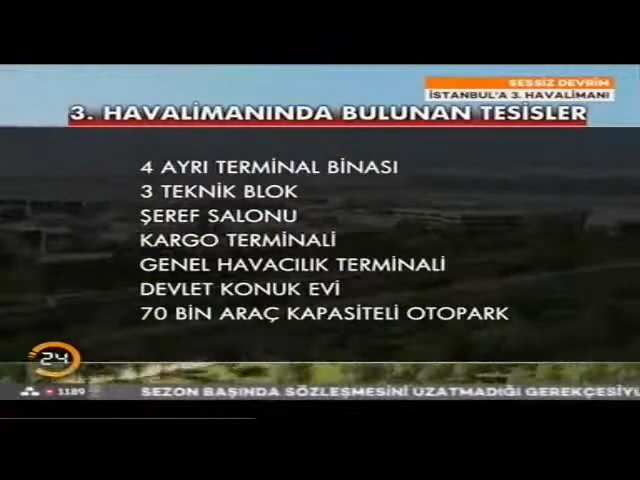 SESSİZ DEVRİM
İSTANBUL'A 3. HAVALİMANI
3. HAVALİMANINDA BULUNAN TESİSLER
4 AYRI TERMİNAL BİNASI
3 TEKNİK BLOK
ŞEREF SALONU
KARGO TERMİNALİ
GENEL HAVACILIK TERMİNALİ
DEVLET KONUK EVİ
70 BİN ARAÇ KAPASİTELİ OTOPARK
24
1189
SEZON BAŞINDA SÖZLEŞMESİNİ UZATMADIĞI GEREKÇESİYL